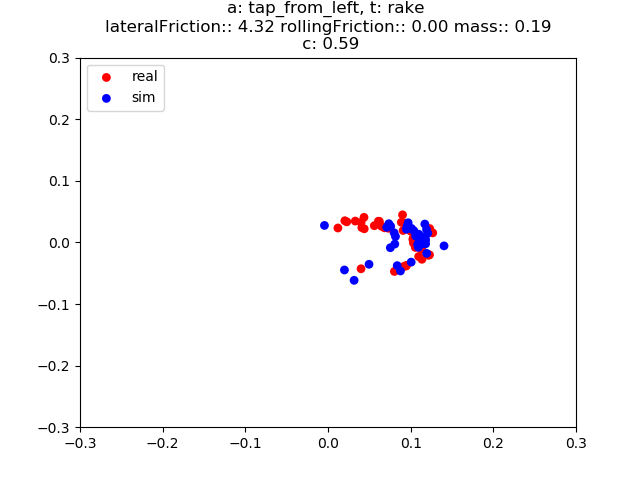 a: tap_from_left, t: rake
lateralFriction:: 4.32 rollingFriction:: 0.00 mass:: 0.19
c: 0.59
real
sim
0.3
0.2
0.1
0.0
−0.1
−0.2
−0.3
−0.3 −0.2 −0.1 0.0 0.1 0.2 0.3